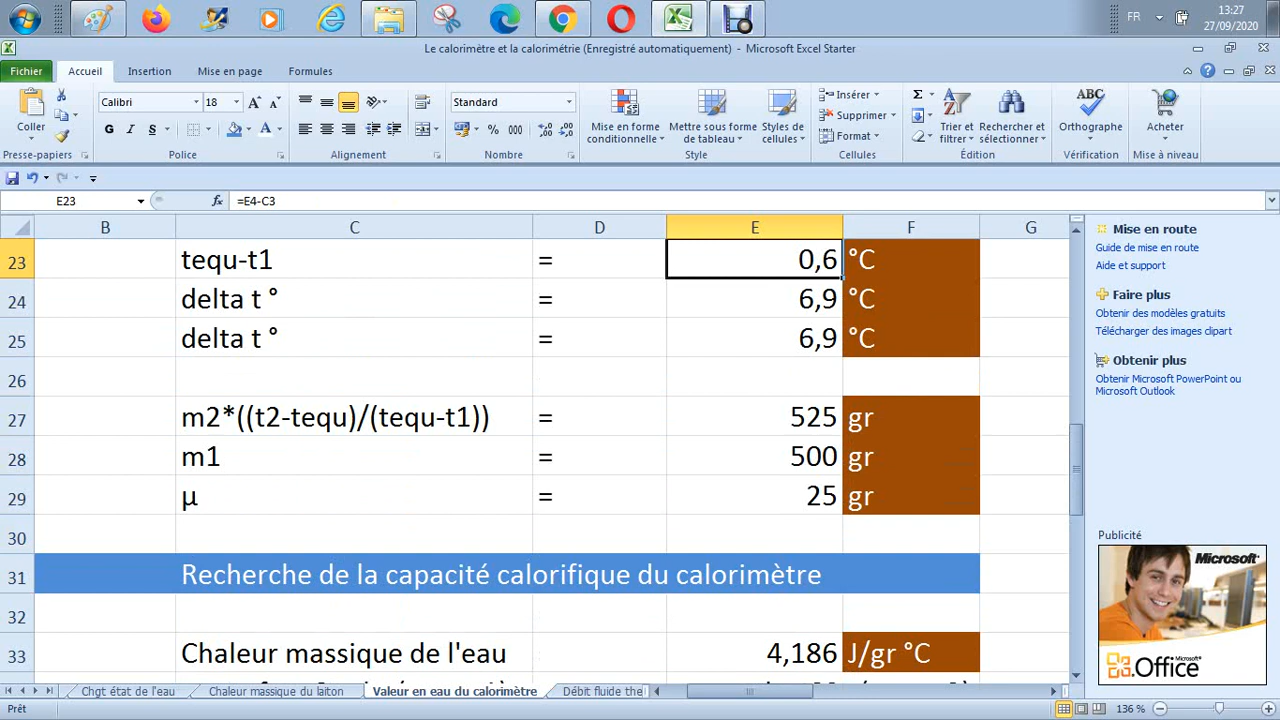 FR
13:27
27/09/2020
Le calorimètre et la calorimétrie (Enregistré automatiquement) - Microsoft Excel Starter
Fichier Accueil Insertion Mise en page Formules
Coller
Presse-papiers
Calibri 18
G I S
Police
Alignement
Standard
% 000
Nombre
Mise en forme conditionnelle
Mettre sous forme de tableau
Styles de cellules
Style
Insérer
Supprimer
Format
Cellules
Σ
Trier et filtrer
Rechercher et sélectionner
Édition
ABC
Orthographe
Vérification
Acheter
Mise à niveau
E23 fx =E4-C3
B C D E F G
23 tequ-t1 = 0,6 °C
24 delta t ° = 6,9 °C
25 delta t ° = 6,9 °C
26
27 m2*((t2-tequ)/(tequ-t1)) = 525 gr
28 m1 = 500 gr
29 µ = 25 gr
30
31 Recherche de la capacité calorifique du calorimètre
32
33 Chaleur massique de l'eau 4,186 J/gr °C
Mise en route
Guide de mise en route
Aide et support
Faire plus
Obtenir des modèles gratuits
Télécharger des images clipart
Obtenir plus
Obtenir Microsoft PowerPoint ou
Microsoft Outlook
Publicité
Microsoft
Microsoft
Office
Chgt état de l'eau Chaleur massique du laiton Valeur en eau du calorimètre Débit fluide the
Prêt 136 %